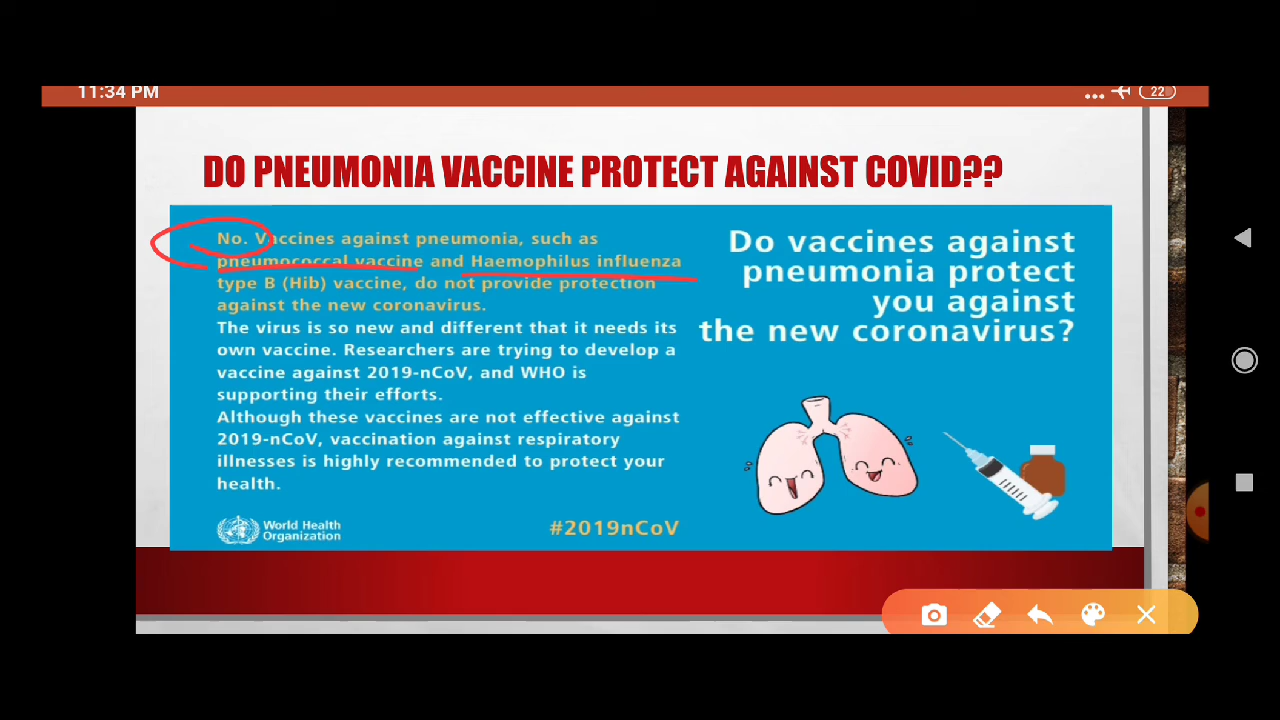 11:34 PM
22
DO PNEUMONIA VACCINE PROTECT AGAINST COVID??
No. Vaccines against pneumonia, such as
pneumococcal vaccine and Haemophilus influenza
type B (Hib) vaccine, do not provide protection
against the new coronavirus.
The virus is so new and different that it needs its
own vaccine. Researchers are trying to develop a
vaccine against 2019-nCoV, and WHO is
supporting their efforts.
Although these vaccines are not effective against
2019-nCoV, vaccination against respiratory
illnesses is highly recommended to protect your
health.
World Health
Organization
#2019nCoV
Do vaccines against
pneumonia protect
you against
the new coronavirus?